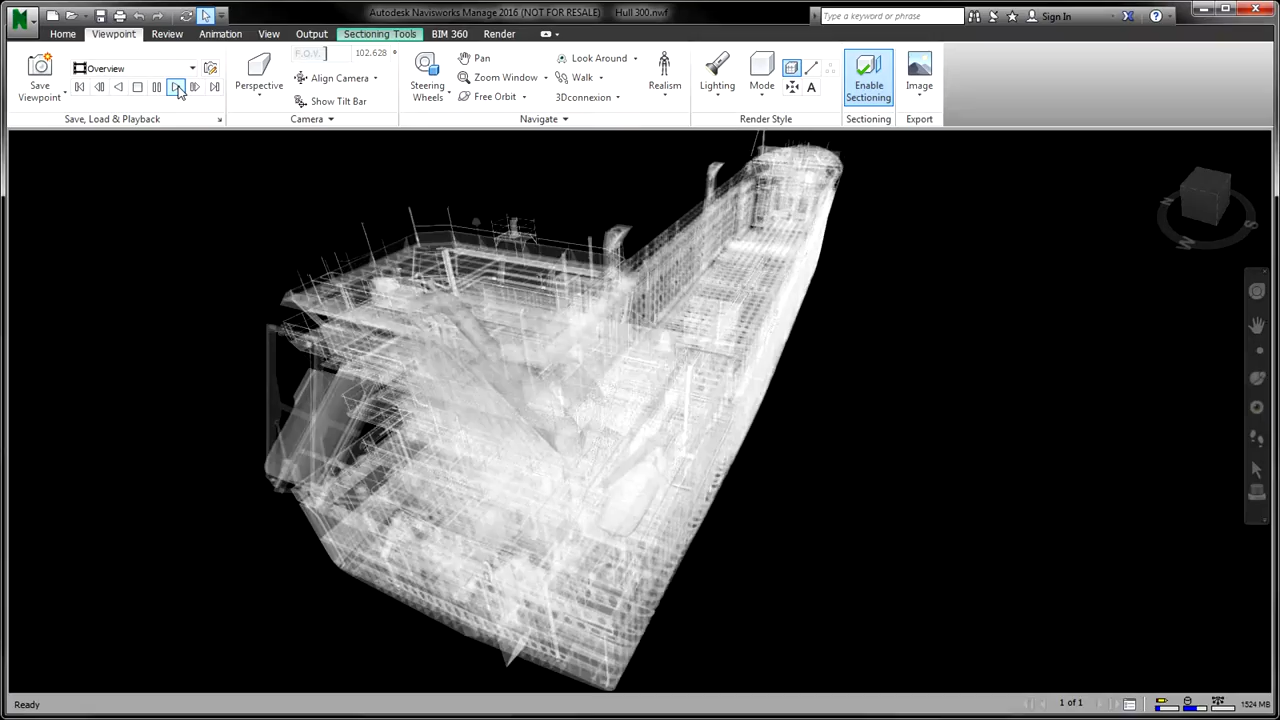 Autodesk Navisworks Manage 2016 (NOT FOR RESALE) Hull 300.nwf
Type a keyword or phrase
Sign In
Home Viewpoint Review Animation View Output Sectioning Tools BIM 360 Render
Save Viewpoint
Overview
Save, Load & Playback
Perspective
F.O.V. 102.628 °
Align Camera
Show Tilt Bar
Camera
Steering Wheels
Pan
Zoom Window
Free Orbit
Look Around
Walk
3Dconnexion
Realism
Navigate
Lighting
Mode
A
Render Style
Enable Sectioning
Sectioning
Image
Export
N
W
S
Ready
1 of 1
1524 MB